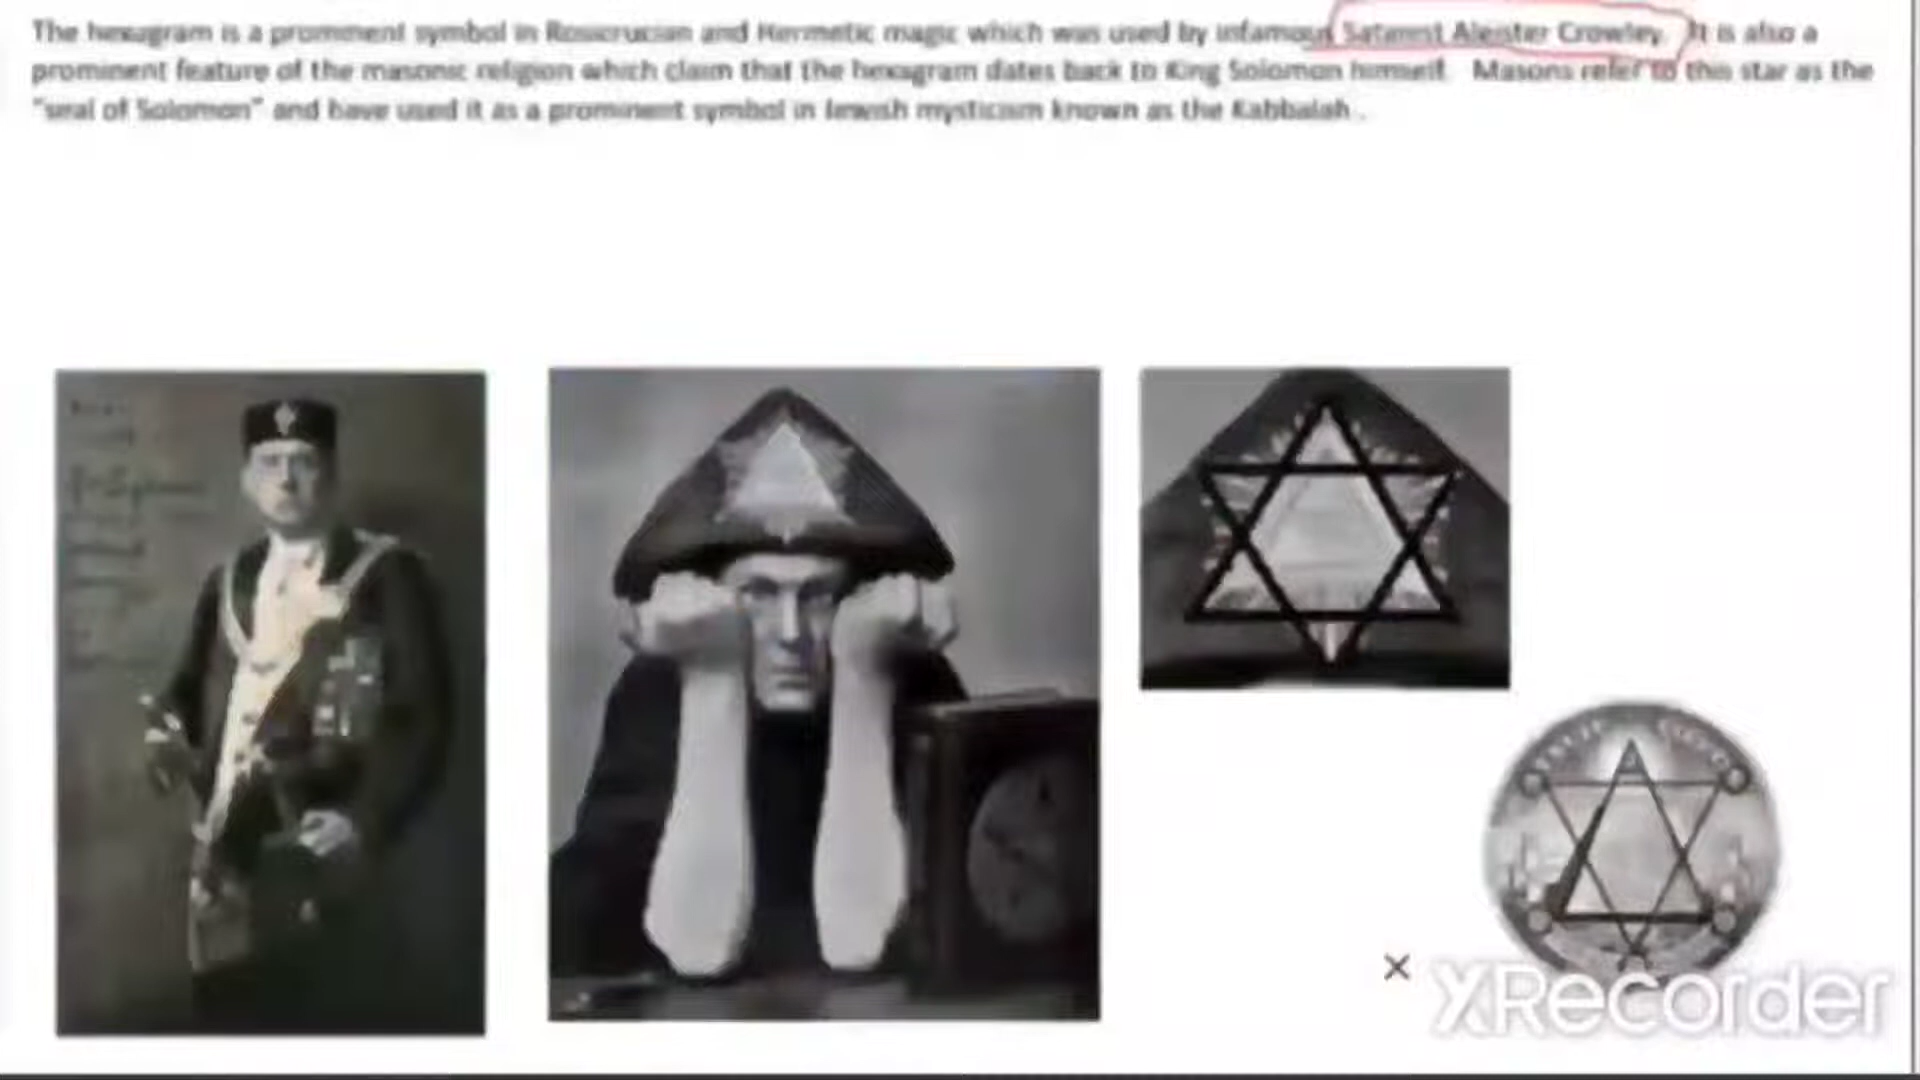 The hexagram is a prominent symbol in Rosicrucian and Hermetic magic which was used by infamous Satanist Aleister Crowley. It is also a
prominent feature of the masonic religion which claim that the hexagram dates back to King Solomon himself. Masons refer to this star as the
"seal of Solomon" and have used it as a prominent symbol in Jewish mysticism known as the Kabbalah .
XRecorder